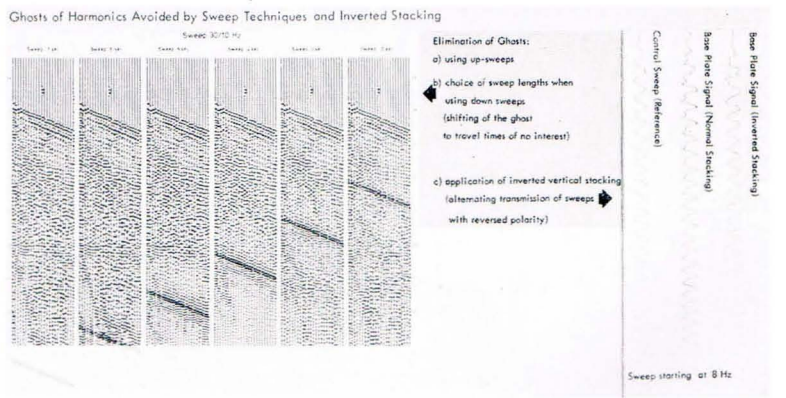 Ghosts of Harmonics Avoided by Sweep Techniques and Inverted Stacking
Sweep 30/10 Hz
Elimination of Ghosts:
a) using up-sweeps
b) choice of sweep lengths when
using down sweeps
(shifting of the ghost
to travel times of no interest)
c) application of inverted vertical stacking
(alternating transmission of sweeps
with reversed polarity)
Control Sweep (Reference)
Base Plate Signal (Normal Stacking)
Base Plate Signal (Inverted Stacking)
Sweep starting at 8 Hz